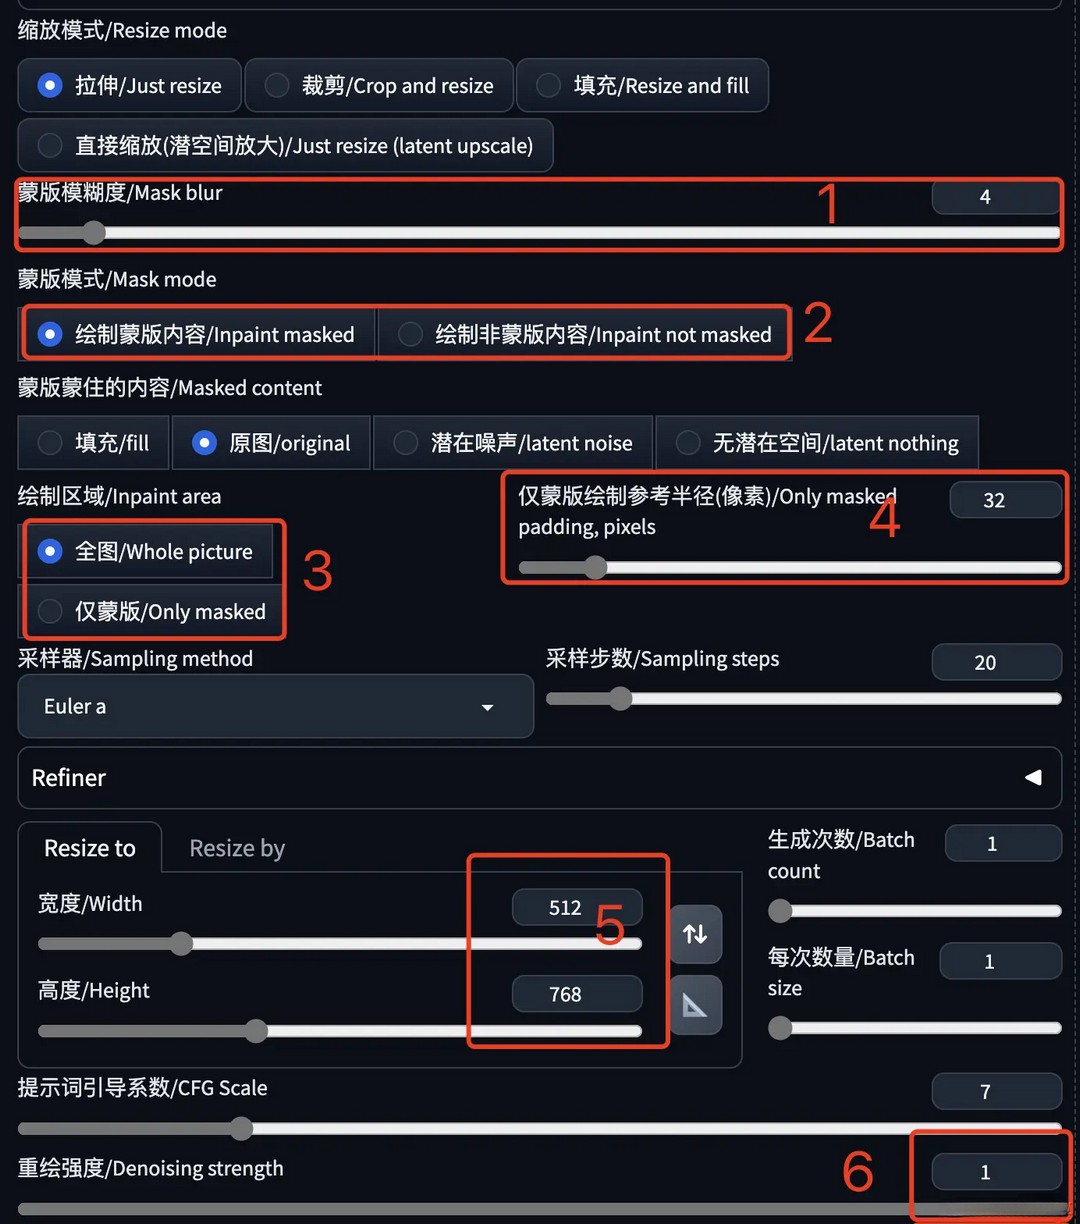 缩放模式/Resize mode
拉伸/Just resize
裁剪/Crop and resize
填充/Resize and fill
直接缩放(潜空间放大)/Just resize (latent upscale)
蒙版模糊度/Mask blur
1
4
蒙版模式/Mask mode
绘制蒙版内容/Inpaint masked
绘制非蒙版内容/Inpaint not masked
2
蒙版蒙住的内容/Masked content
填充/fill
原图/original
潜在噪声/latent noise
无潜在空间/latent nothing
绘制区域/Inpaint area
全图/Whole picture
仅蒙版/Only masked
3
仅蒙版绘制参考半径(像素)/Only masked
padding, pixels
4
32
采样器/Sampling method
Euler a
采样步数/Sampling steps
20
Refiner
Resize to
Resize by
宽度/Width
512
5
高度/Height
768
生成次数/Batch
count
1
每次数量/Batch
size
1
提示词引导系数/CFG Scale
7
重绘强度/Denoising strength
6
1